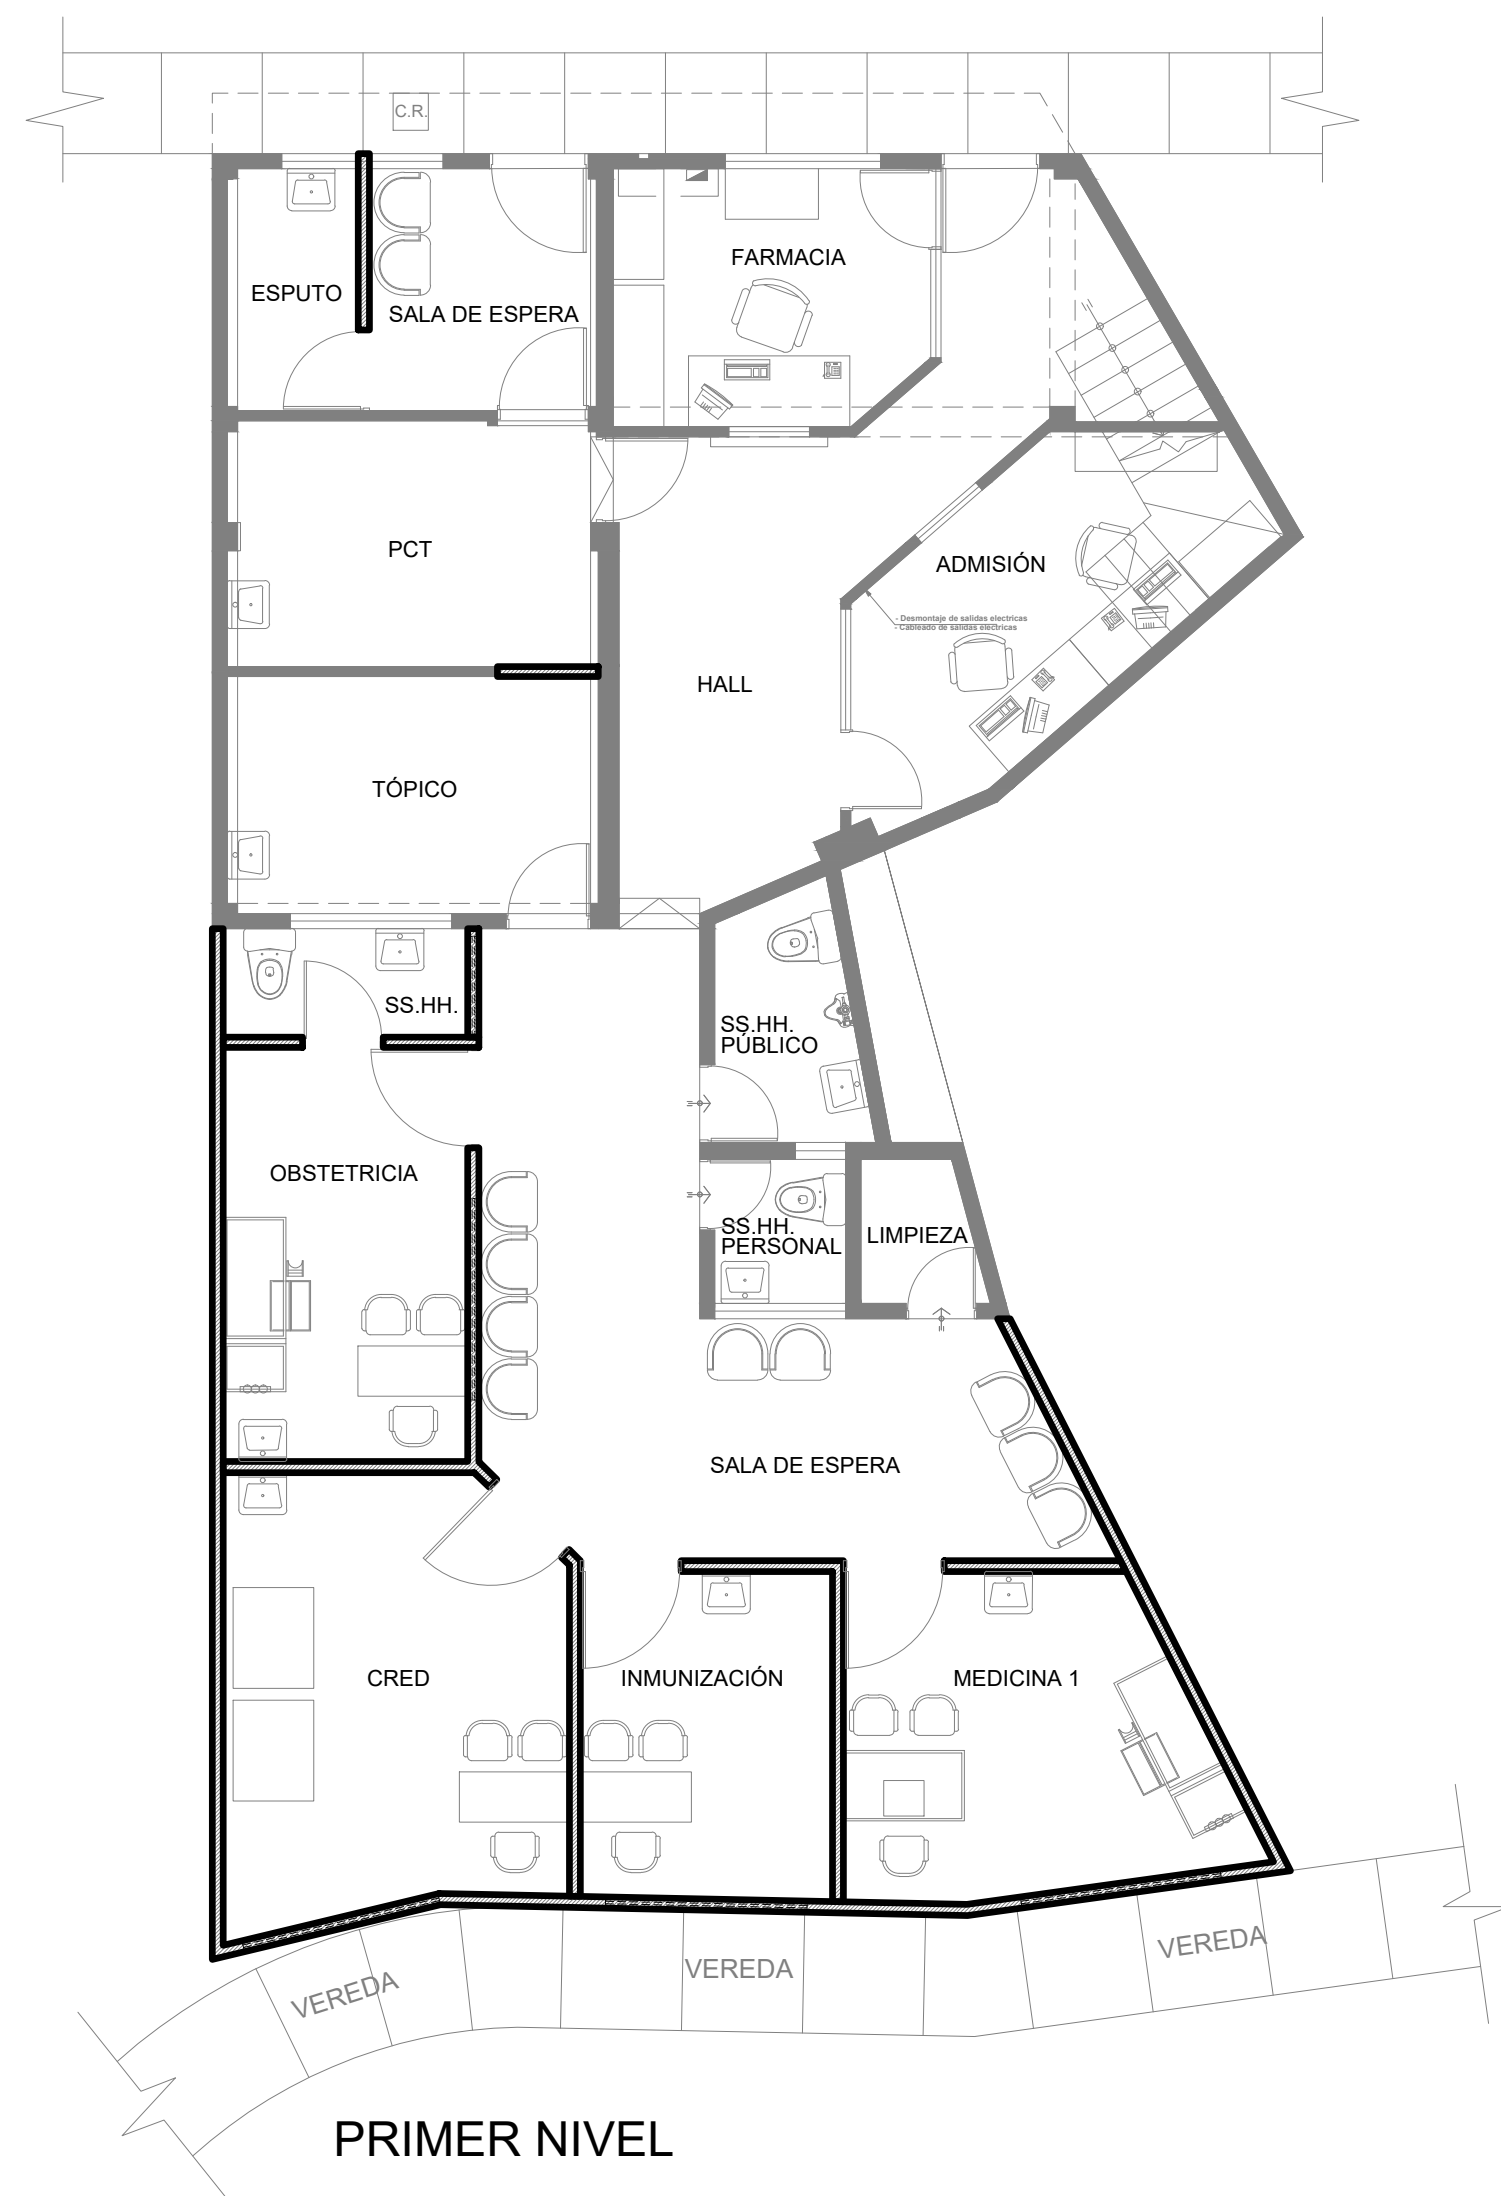 C.R.
FARMACIA
ESPUTO
SALA DE ESPERA
PCT
ADMISIÓN
- Desmontaje de salidas electricas
- Cableado de salidas electricas
HALL
TÓPICO
SS.HH.
SS.HH.
PÚBLICO
OBSTETRICIA
SS.HH.
PERSONAL
LIMPIEZA
SALA DE ESPERA
CRED
INMUNIZACIÓN
MEDICINA 1
VEREDA
VEREDA
VEREDA
PRIMER NIVEL